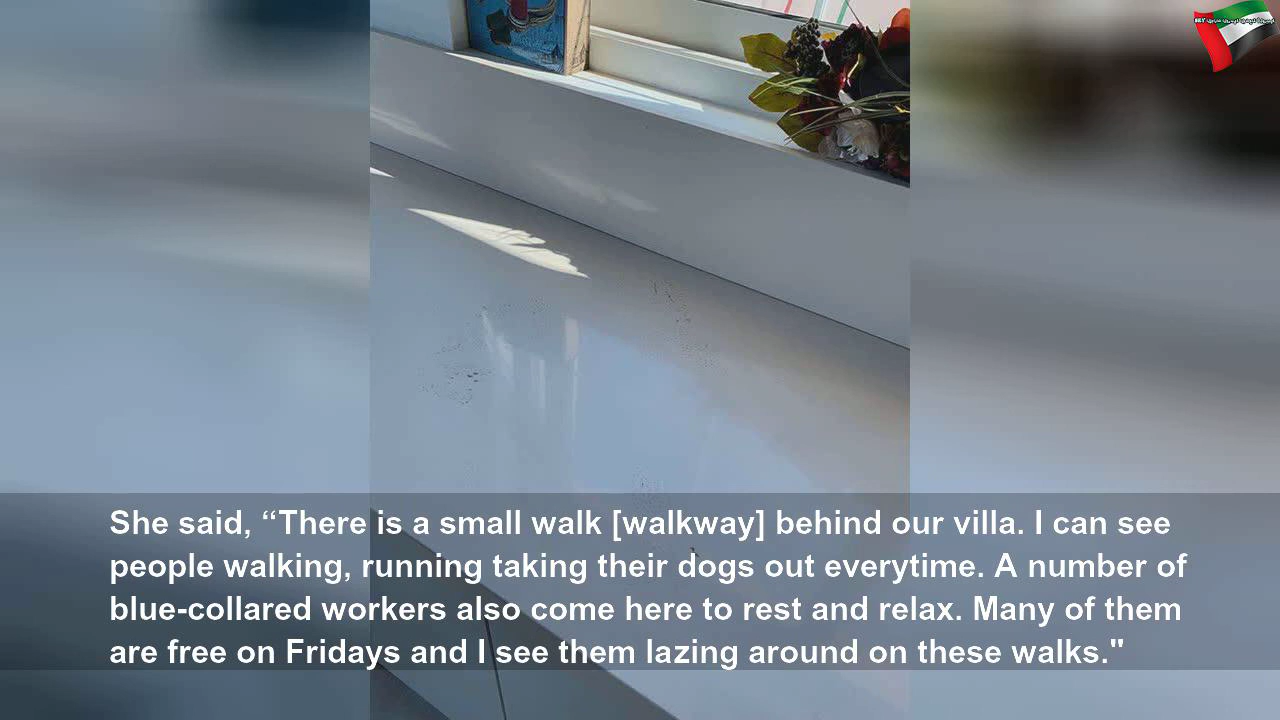 She said, “There is a small walk [walkway] behind our villa. I can see
people walking, running taking their dogs out everytime. A number of
blue-collared workers also come here to rest and relax. Many of them
are free on Fridays and I see them lazing around on these walks."